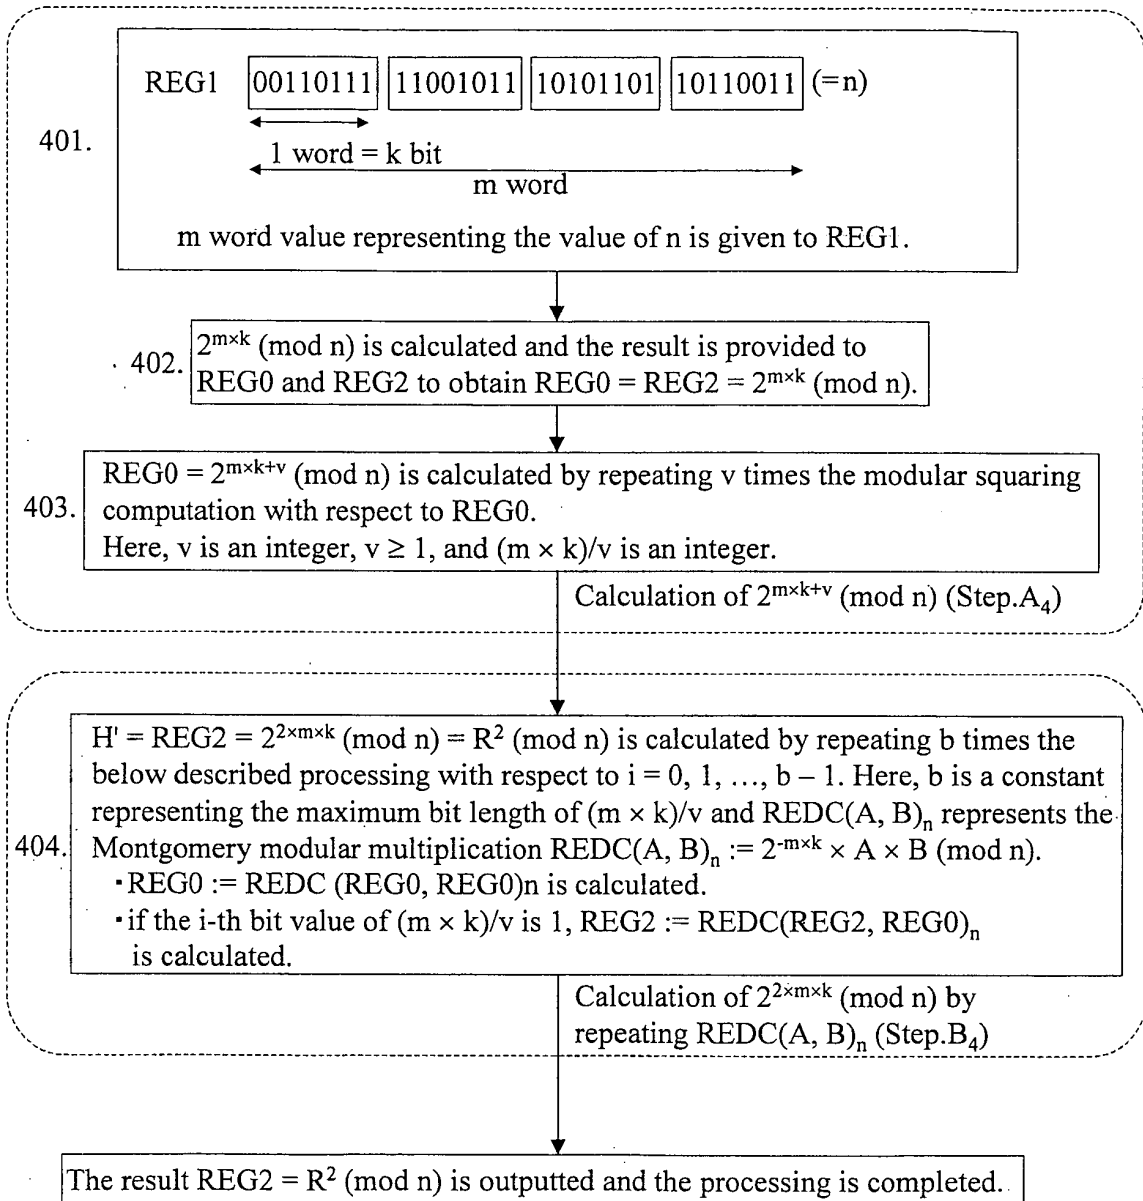 REG1 00110111 11001011 10101101 10110011 (=n)
401.
1 word = k bit
m word
m word value representing the value of n is given to REG1.
402.
2^{m×k} (mod n) is calculated and the result is provided to
REG0 and REG2 to obtain REG0 = REG2 = 2^{m×k} (mod n).
403.
REG0 = 2^{m×k+v} (mod n) is calculated by repeating v times the modular squaring
computation with respect to REG0.
Here, v is an integer, v ≥ 1, and (m × k)/v is an integer.
Calculation of 2^{m×k+v} (mod n) (Step.A_4)
404.
H' = REG2 = 2^{2×m×k} (mod n) = R^2 (mod n) is calculated by repeating b times the
below described processing with respect to i = 0, 1, ..., b – 1. Here, b is a constant
representing the maximum bit length of (m × k)/v and REDC(A, B)_n represents the
Montgomery modular multiplication REDC(A, B)_n := 2^{-m×k} × A × B (mod n).
・REG0 := REDC (REG0, REG0)n is calculated.
・if the i-th bit value of (m × k)/v is 1, REG2 := REDC(REG2, REG0)_n
is calculated.
Calculation of 2^{2×m×k} (mod n) by
repeating REDC(A, B)_n (Step.B_4)
The result REG2 = R^2 (mod n) is outputted and the processing is completed.